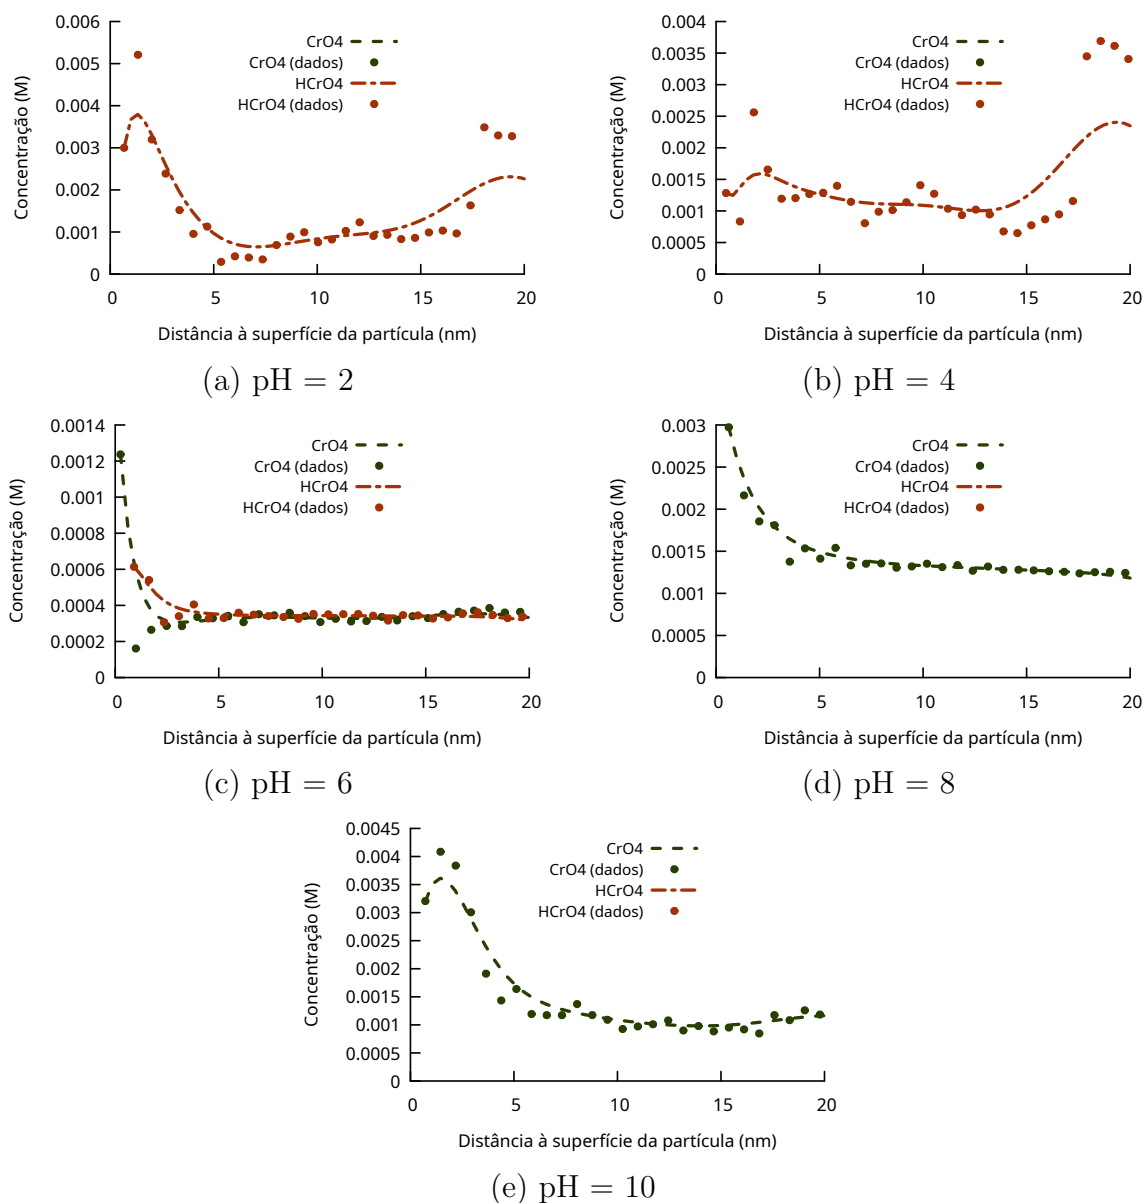 0.006
0.005
0.004
0.003
0.002
0.001
0
0 5 10 15 20
Concentração (M)
Distância à superfície da partícula (nm)
CrO4
CrO4 (dados)
HCrO4
HCrO4 (dados)
(a) pH = 2
0.004
0.0035
0.003
0.0025
0.002
0.0015
0.001
0.0005
0
0 5 10 15 20
Concentração (M)
Distância à superfície da partícula (nm)
CrO4
CrO4 (dados)
HCrO4
HCrO4 (dados)
(b) pH = 4
0.0014
0.0012
0.001
0.0008
0.0006
0.0004
0.0002
0
0 5 10 15 20
Concentração (M)
Distância à superfície da partícula (nm)
CrO4
CrO4 (dados)
HCrO4
HCrO4 (dados)
(c) pH = 6
0.003
0.0025
0.002
0.0015
0.001
0.0005
0
0 5 10 15 20
Concentração (M)
Distância à superfície da partícula (nm)
CrO4
CrO4 (dados)
HCrO4
HCrO4 (dados)
(d) pH = 8
0.0045
0.004
0.0035
0.003
0.0025
0.002
0.0015
0.001
0.0005
0
0 5 10 15 20
Concentração (M)
Distância à superfície da partícula (nm)
CrO4
CrO4 (dados)
HCrO4
HCrO4 (dados)
(e) pH = 10